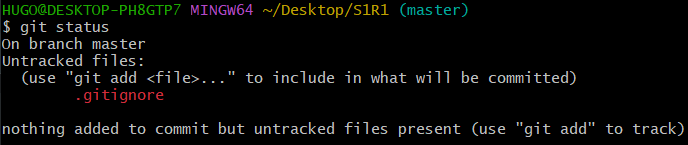 HUGO@DESKTOP-PH8GTP7 MINGW64 ~/Desktop/S1R1 (master)
$ git status
On branch master
Untracked files:
  (use "git add <file>..." to include in what will be committed)
        .gitignore

nothing added to commit but untracked files present (use "git add" to track)